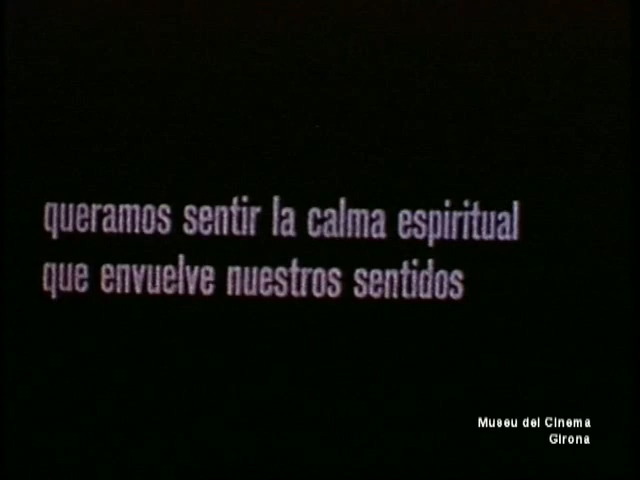 queramos sentir la calma espiritual
que envuelve nuestros sentidos
Museu del Cinema
Girona